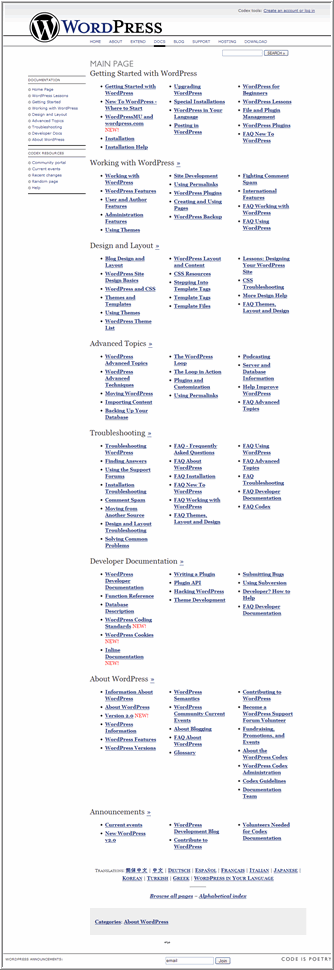 Codex tools: Create an account or log in
WORDPRESS
HOME ABOUT EXTEND DOCS BLOG SUPPORT HOSTING DOWNLOAD
SEARCH »
DOCUMENTATION
Home Page
WordPress Lessons
Getting Started
Working with WordPress
Design and Layout
Advanced Topics
Troubleshooting
Developer Docs
About WordPress
CODEX RESOURCES
Community portal
Current events
Recent changes
Random page
Help
MAIN PAGE
Getting Started with WordPress
Getting Started with
WordPress
New To WordPress -
Where to Start
WordPressMU and
wordpress.com
NEW!
Installation
Installation Help
Upgrading
WordPress
Special Installations
WordPress in Your
Language
Posting in
WordPress
WordPress for
Beginners
WordPress Lessons
File and Plugin
Management
WordPress Plugins
FAQ New To
WordPress
Working with WordPress »
Working with
WordPress
WordPress Features
User and Author
Features
Administration
Features
Using Themes
Site Development
Using Permalinks
WordPress Plugins
Creating and Using
Pages
WordPress Backup
Fighting Comment
Spam
International
Features
FAQ Working with
WordPress
FAQ Using
WordPress
Design and Layout »
Blog Design and
Layout
WordPress Site
Design Basics
WordPress and CSS
Themes and
Templates
Using Themes
WordPress Theme
List
WordPress Layout
and Content
CSS Resources
Stepping Into
Template Tags
Template Tags
Template Files
Lessons: Designing
Your WordPress
Site
CSS
Troubleshooting
More Design Help
FAQ Themes,
Layout and Design
Advanced Topics »
WordPress
Advanced Topics
WordPress
Advanced
Techniques
Moving WordPress
Importing Content
Backing Up Your
Database
The WordPress
Loop
The Loop in Action
Plugins and
Customization
Using Permalinks
Podcasting
Server and
Database
Information
Help Improve
WordPress
FAQ Advanced
Topics
Troubleshooting »
Troubleshooting
WordPress
Finding Answers
Using the Support
Forums
Installation
Troubleshooting
Comment Spam
Moving from
Another Source
Design and Layout
Troubleshooting
Solving Common
Problems
FAQ - Frequently
Asked Questions
FAQ About
WordPress
FAQ Installation
FAQ New To
WordPress
FAQ Working with
WordPress
FAQ Themes,
Layout and Design
FAQ Using
WordPress
FAQ Advanced
Topics
FAQ
Troubleshooting
FAQ Developer
Documentation
FAQ Codex
Developer Documentation »
WordPress
Developer
Documentation
Function Reference
Database
Description
WordPress Coding
Standards NEW!
WordPress Cookies
NEW!
Inline
Documentation
NEW!
Writing a Plugin
Plugin API
Hacking WordPress
Theme Development
Submitting Bugs
Using Subversion
Developer? How to
Help
FAQ Developer
Documentation
About WordPress »
Information About
WordPress
About WordPress
Version 2.0 NEW!
WordPress
Information
WordPress Features
WordPress Versions
WordPress
Semantics
WordPress
Community Current
Events
About Blogging
FAQ About
WordPress
Glossary
Contributing to
WordPress
Become a
WordPress Support
Forum Volunteer
Fundraising,
Promotions, and
Events
About the
WordPress Codex
WordPress Codex
Administration
Codex Guidelines
Documentation
Team
Announcements »
Current events
New WordPress
v2.0
WordPress
Development Blog
Contribute to
WordPress
Volunteers Needed
for Codex
Documentation
Translations: 简体中文 | 中文 | Deutsch | Español | Français | Italian | Japanese |
Korean | Turkish | Greek | WordPress in Your Language
Browse all pages – Alphabetical index
Categories: About WordPress
WORDPRESS ANNOUNCEMENTS:
email
Join
CODE IS POETRY